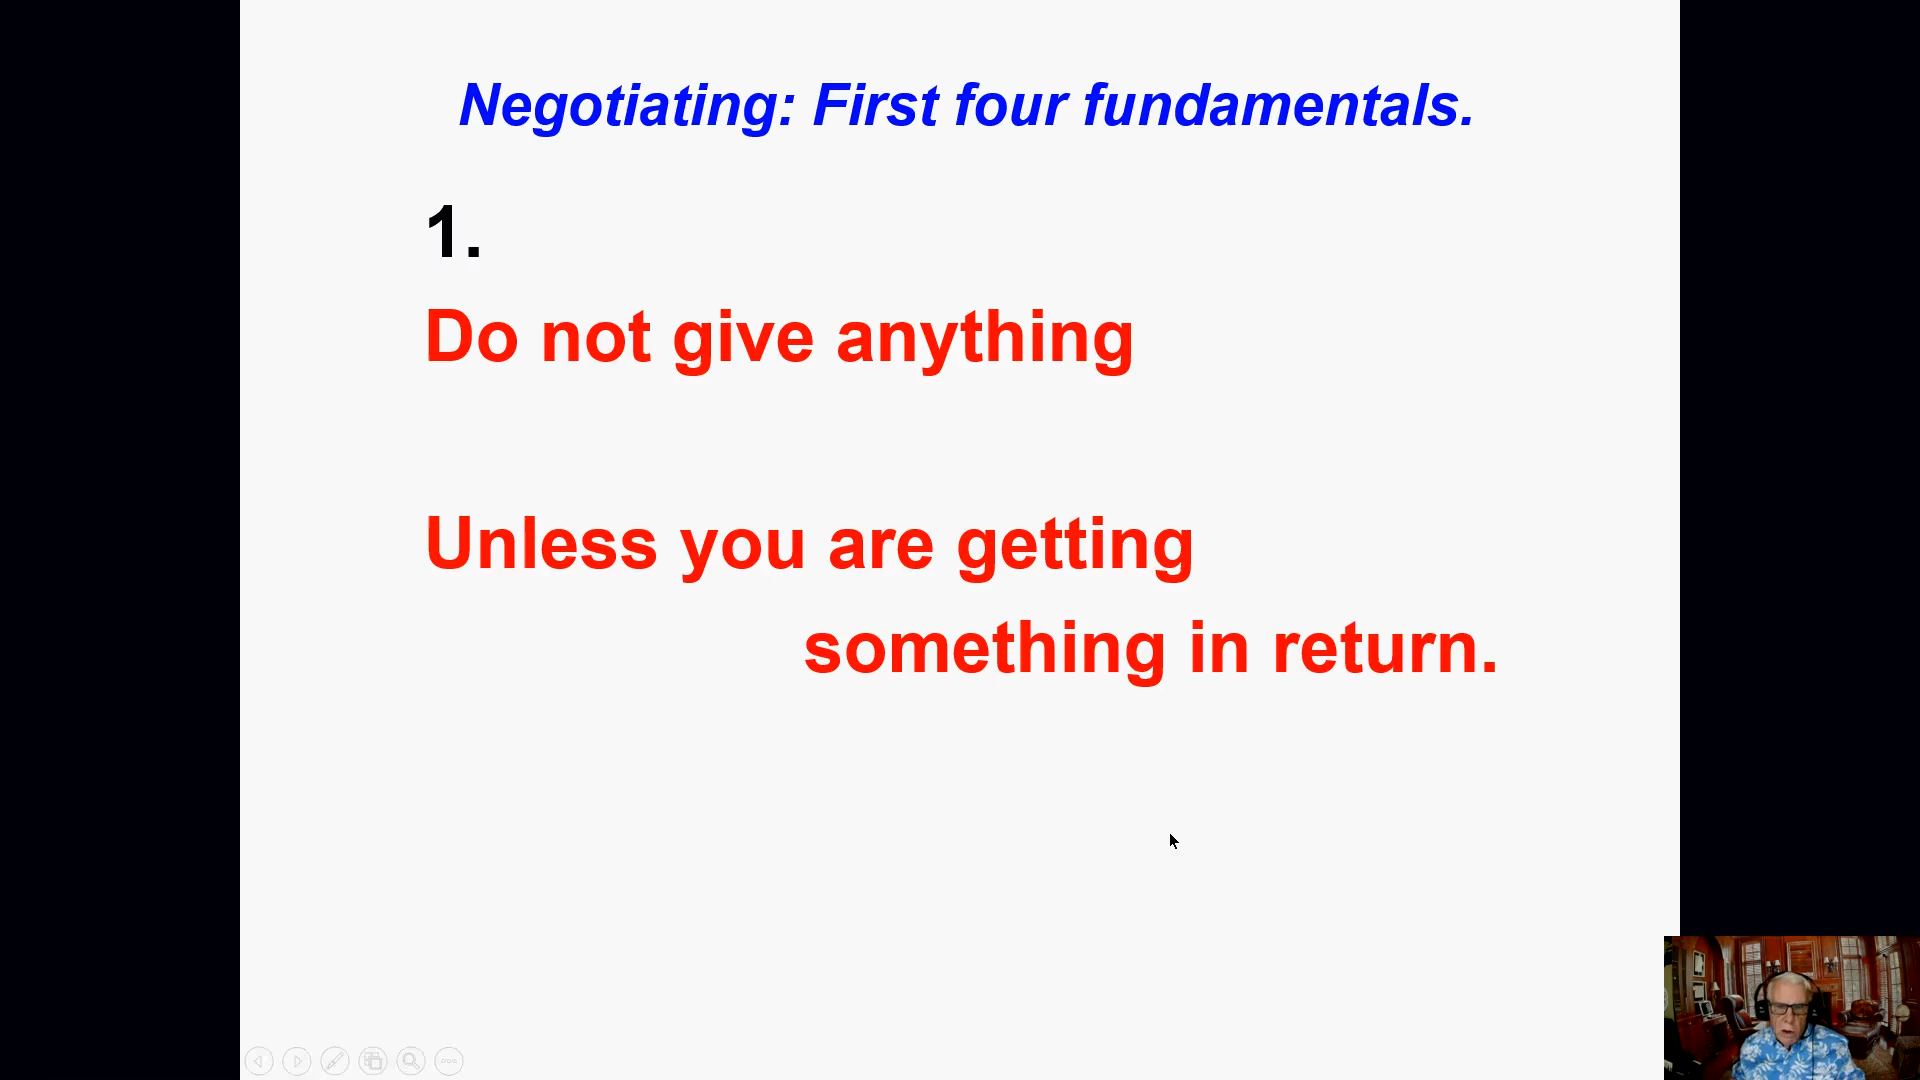 Negotiating: First four fundamentals.
1.
Do not give anything
Unless you are getting
something in return.